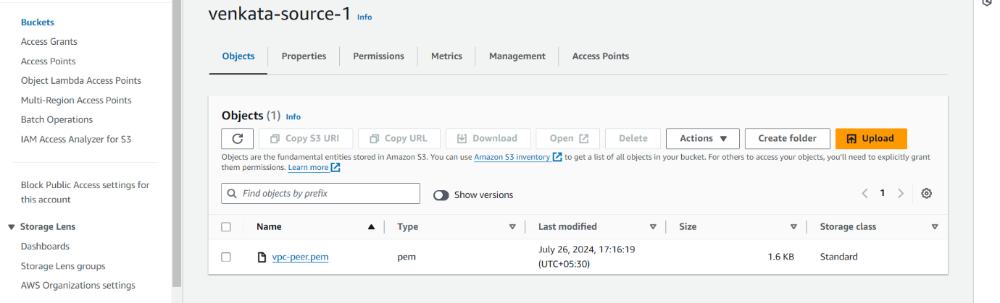 Buckets
Access Grants
Access Points
Object Lambda Access Points
Multi-Region Access Points
Batch Operations
IAM Access Analyzer for S3
Block Public Access settings for
this account
Storage Lens
Dashboards
Storage Lens groups
AWS Organizations settings
venkata-source-1 Info
Objects Properties Permissions Metrics Management Access Points
Objects (1) Info
Copy S3 URI Copy URL Download Open Delete Actions Create folder Upload
Objects are the fundamental entities stored in Amazon S3. You can use Amazon S3 inventory to get a list of all objects in your bucket. For others to access your objects, you'll need to explicitly grant
them permissions. Learn more
Find objects by prefix Show versions 1
Name Type Last modified Size Storage class
vpc-peer.pem pem July 26, 2024, 17:16:19 1.6 KB Standard
(UTC+05:30)